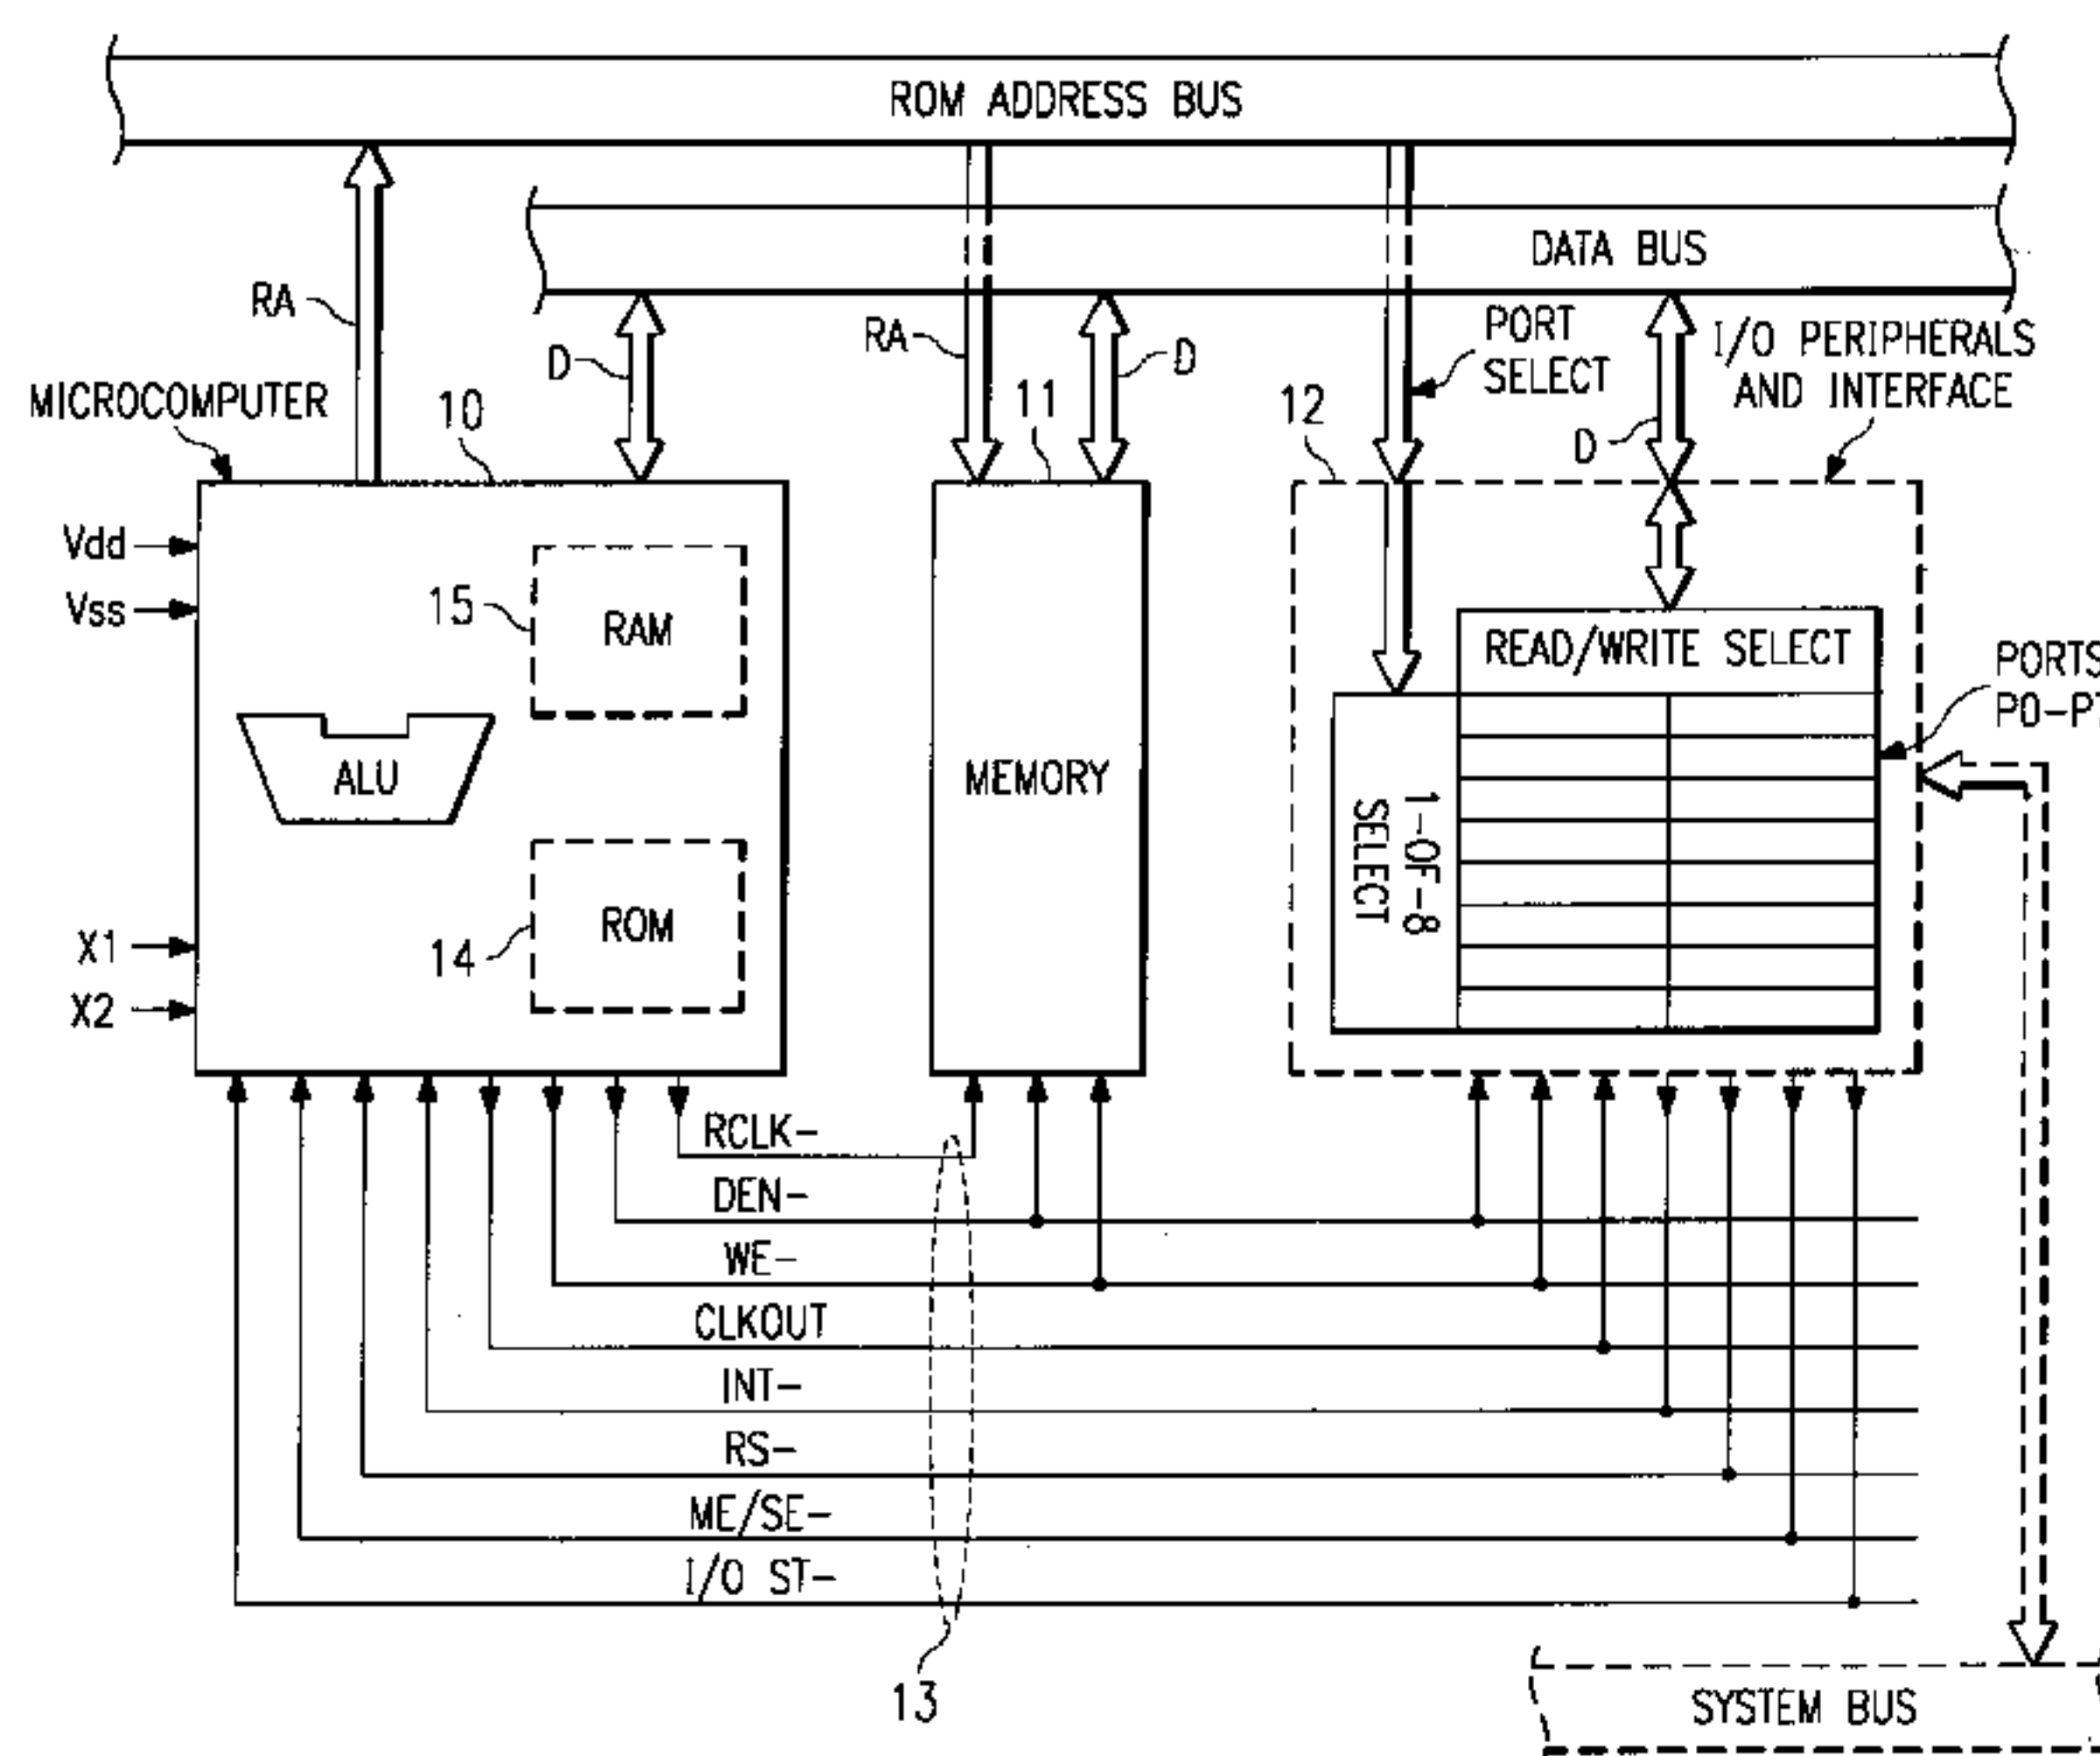 ROM ADDRESS BUS
DATA BUS
RA
D
RA
D
PORT
SELECT
I/O PERIPHERALS
AND INTERFACE
D
MICROCOMPUTER
10
11
12
Vdd
Vss
15
RAM
READ/WRITE SELECT
PORTS
ALU
MEMORY
1-OF-8
SELECT
X1
X2
14
ROM
RCLK-
DEN-
WE-
CLKOUT
INT-
RS-
ME/SE-
I/O ST-
13
SYSTEM BUS